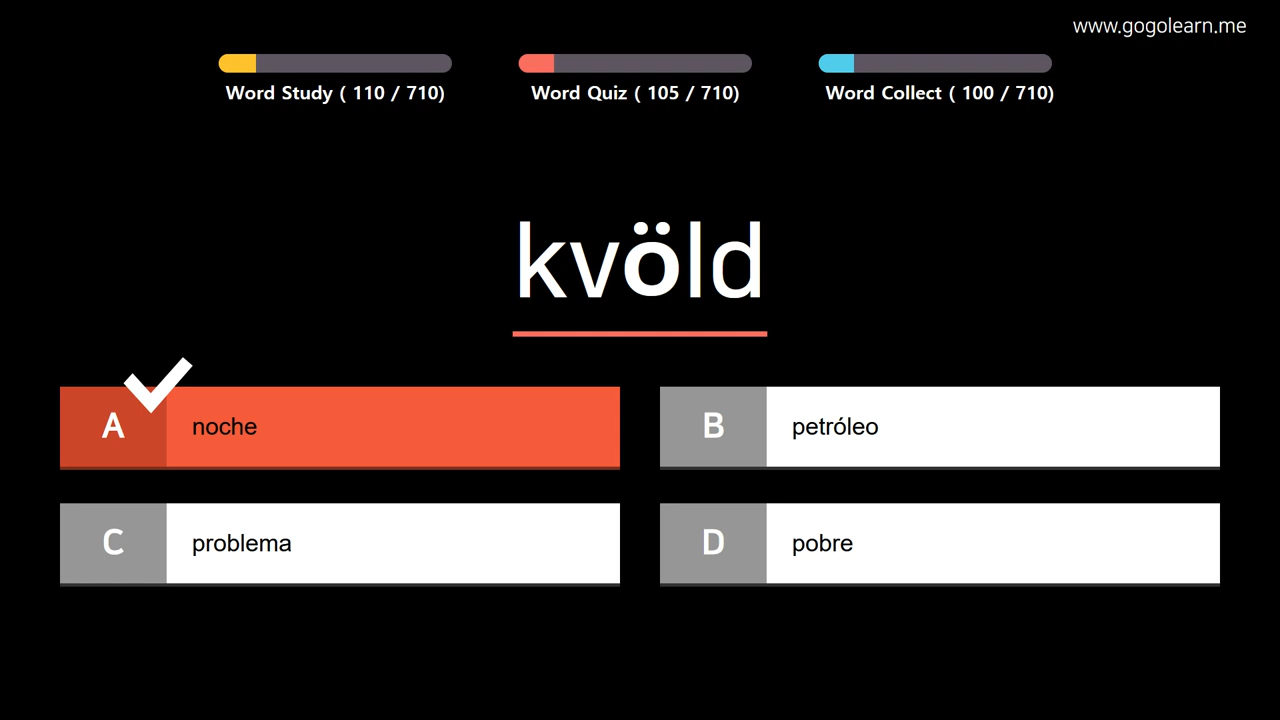 www.gogolearn.me
Word Study ( 110 / 710)
Word Quiz ( 105 / 710)
Word Collect ( 100 / 710)
kvöld
A noche
B petróleo
C problema
D pobre